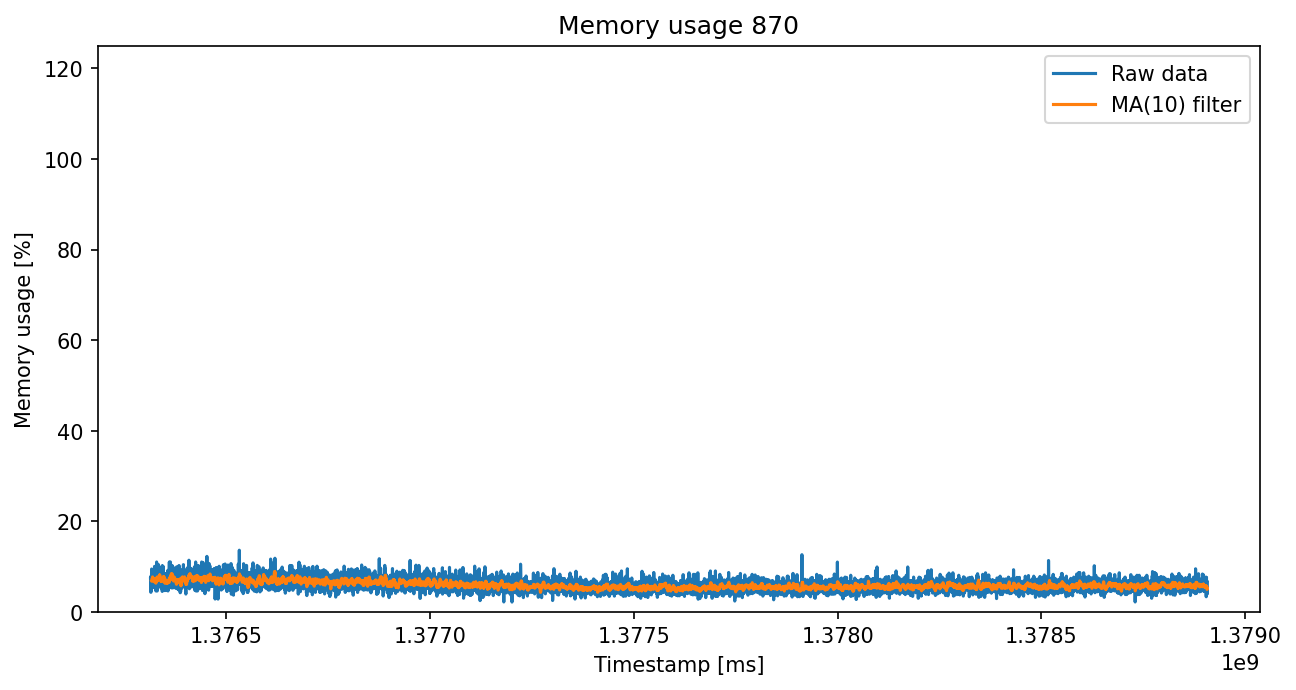 Memory usage 870
Raw data
MA(10) filter
Memory usage [%]
120
100
80
60
40
20
0
1.3765 1.3770 1.3775 1.3780 1.3785 1.3790
1e9
Timestamp [ms]